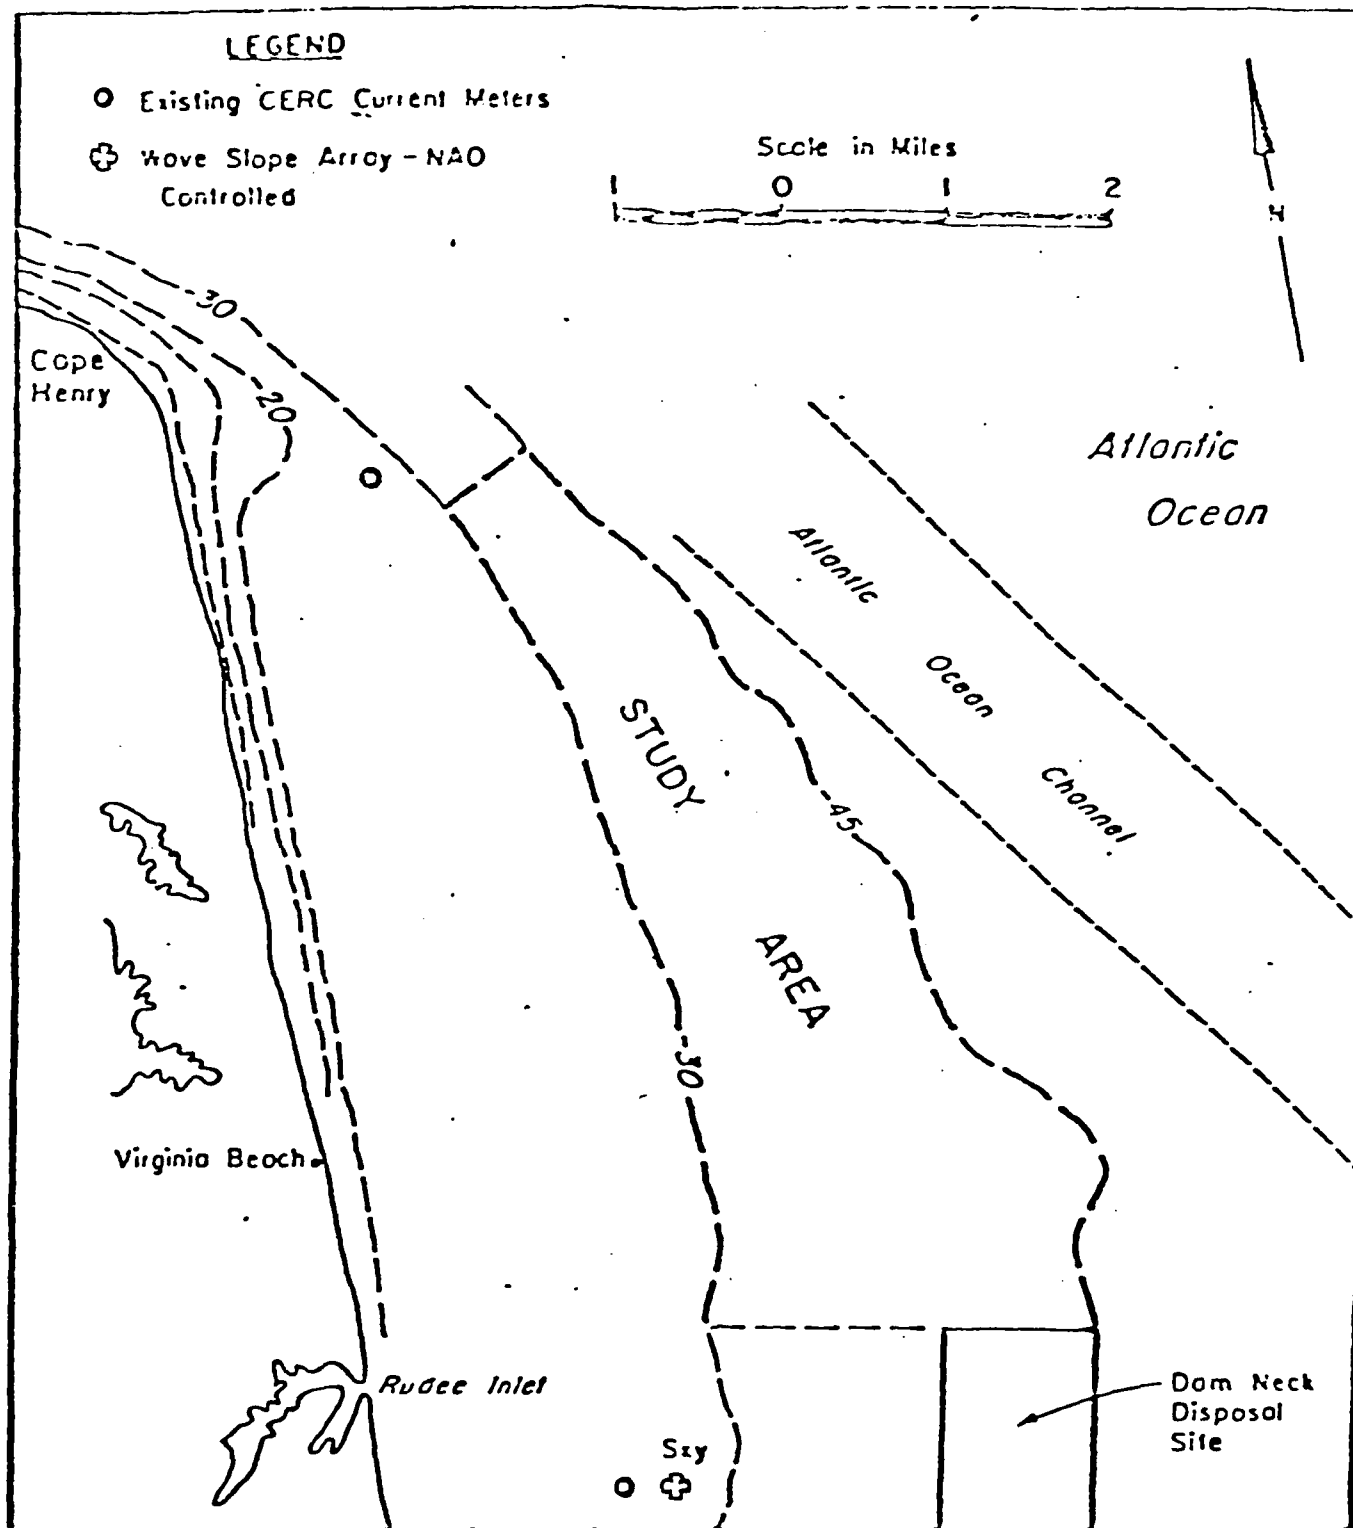 LEGEND
Existing CERC Current Meters
Wave Slope Array - NAO
Controlled
Scale in Miles
1 0 1 2
N
-30
Cape
Henry
-20
Atlantic
Ocean
Atlantic
Ocean
Channel
STUDY
AREA
-45
-30
Virginia Beach
Rudee Inlet
Sxy
Dam Neck
Disposal
Site